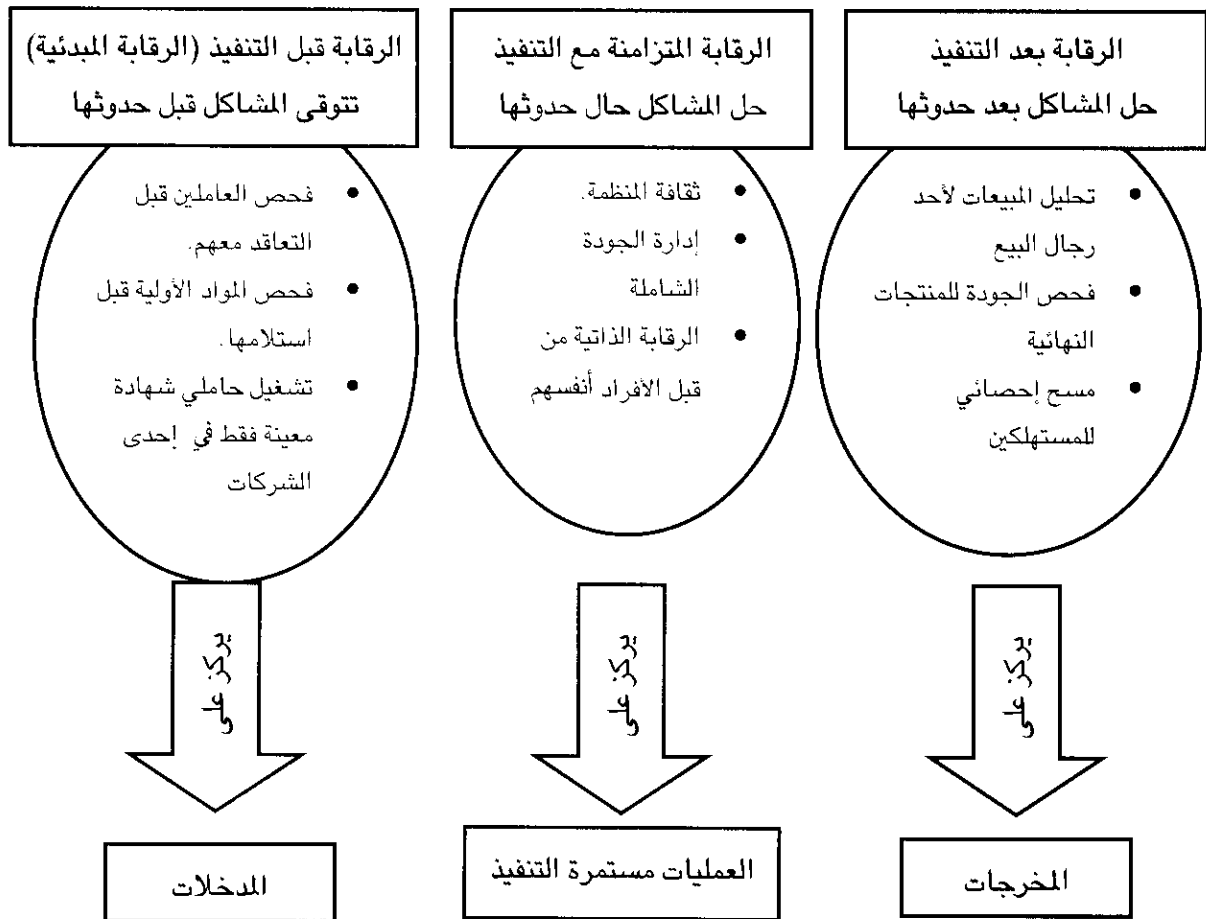 الرقابة بعد التنفيذ
حل المشاكل بعد حدوثها
تحليل المبيعات لأحد
رجال البيع
فحص الجودة للمنتجات
النهائية
مسح إحصائي
للمستهلكين
يركز على
المخرجات
الرقابة المتزامنة مع التنفيذ
حل المشاكل حال حدوثها
ثقافة المنظمة.
إدارة الجودة
الشاملة
الرقابة الذاتية من
قبل الأفراد أنفسهم
يركز على
العمليات مستمرة التنفيذ
الرقابة قبل التنفيذ (الرقابة المبدئية)
تتوقى المشاكل قبل حدوثها
فحص العاملين قبل
التعاقد معهم.
فحص المواد الأولية قبل
استلامها.
تشغيل حاملي شهادة
معينة فقط في إحدى
الشركات
يركز على
المدخلات